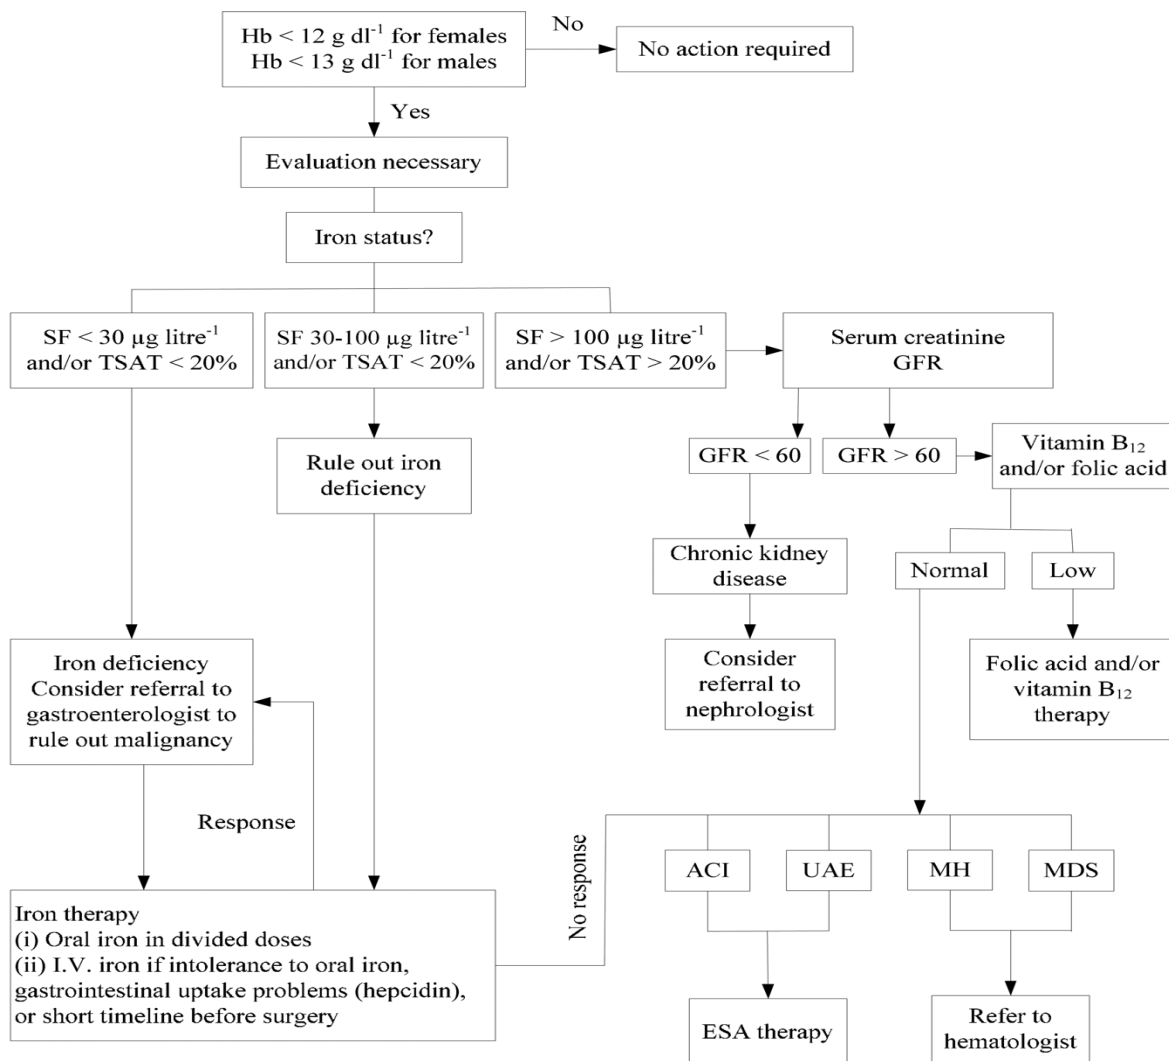 Hb < 12 g dl⁻¹ for females
Hb < 13 g dl⁻¹ for males
No
No action required
Yes
Evaluation necessary
Iron status?
SF < 30 µg litre⁻¹
and/or TSAT < 20%
SF 30-100 µg litre⁻¹
and/or TSAT < 20%
SF > 100 µg litre⁻¹
and/or TSAT > 20%
Serum creatinine
GFR
Rule out iron
deficiency
GFR < 60
GFR > 60
Vitamin B₁₂
and/or folic acid
Chronic kidney
disease
Normal
Low
Iron deficiency
Consider referral to
gastroenterologist to
rule out malignancy
Consider
referral to
nephrologist
Folic acid and/or
vitamin B₁₂
therapy
Response
No response
ACI
UAE
MH
MDS
Iron therapy
(i) Oral iron in divided doses
(ii) I.V. iron if intolerance to oral iron,
gastrointestinal uptake problems (hepcidin),
or short timeline before surgery
ESA therapy
Refer to
hematologist